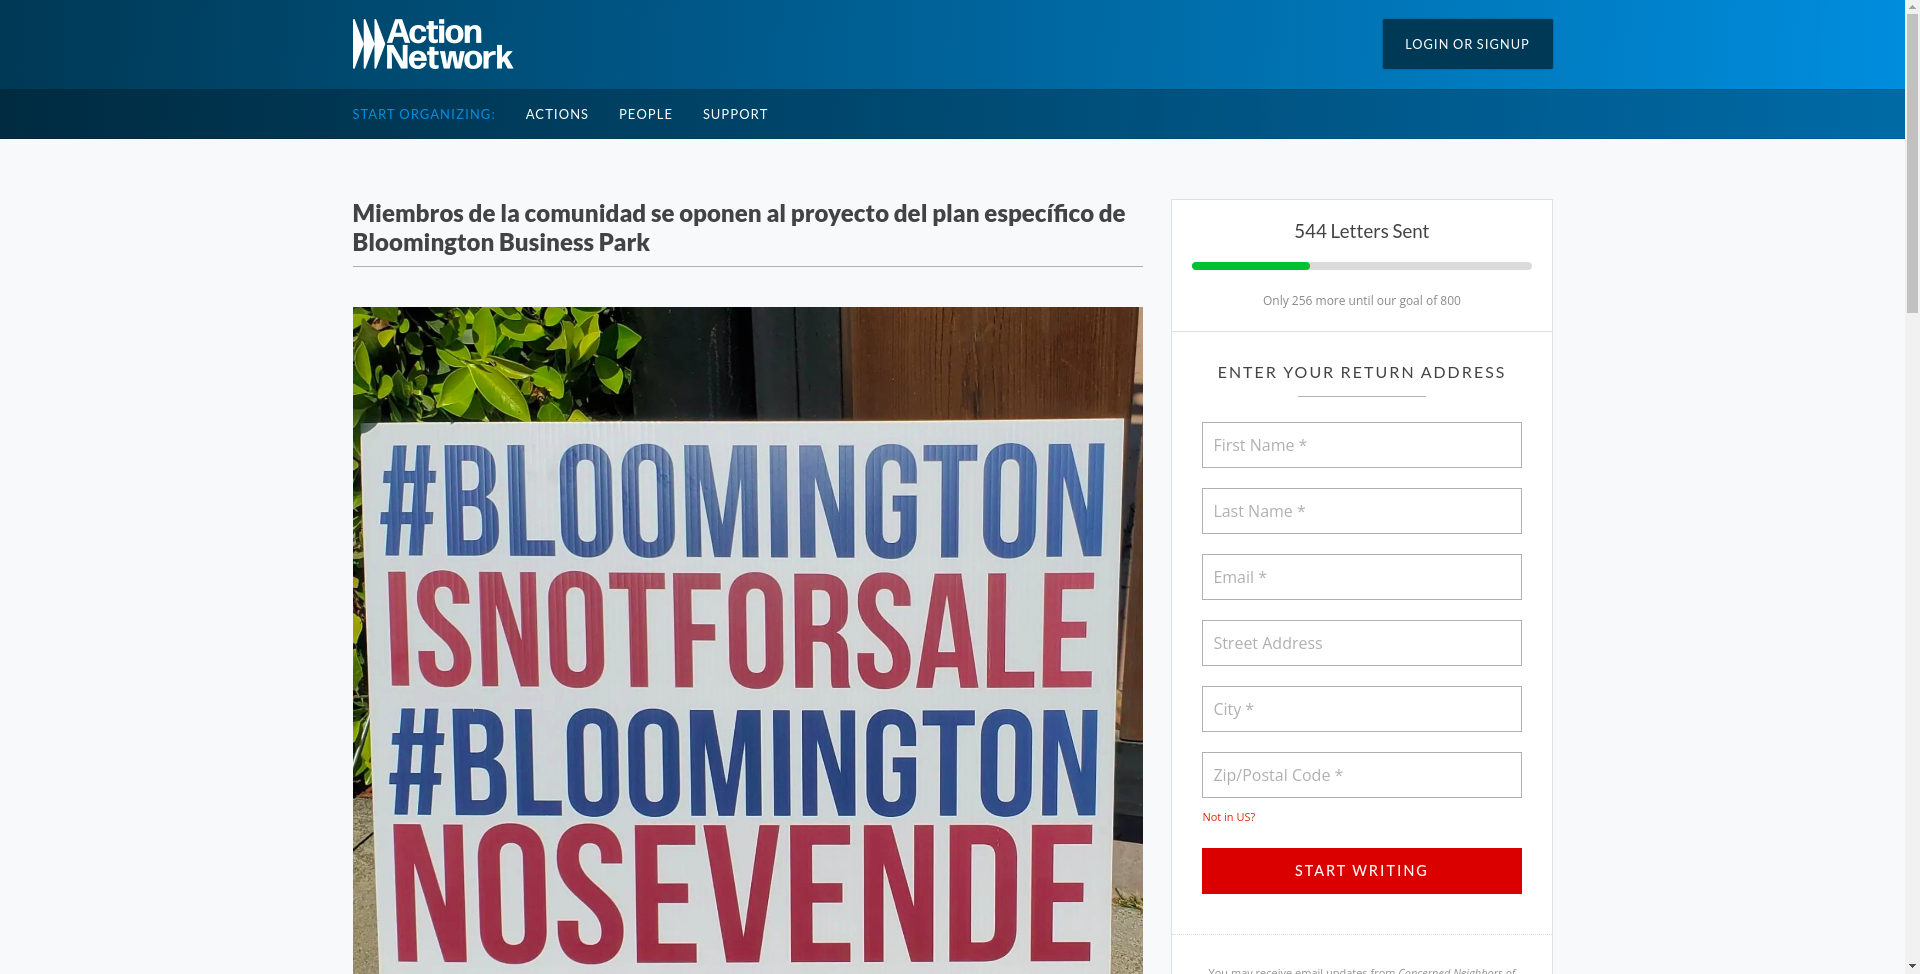 Action
Network
LOGIN OR SIGNUP
START ORGANIZING:
ACTIONS
PEOPLE
SUPPORT
Miembros de la comunidad se oponen al proyecto del plan específico de
Bloomington Business Park
#BLOOMINGTON
ISNOTFORSALE
#BLOOMINGTON
NOSEVENDE
544 Letters Sent
Only 256 more until our goal of 800
ENTER YOUR RETURN ADDRESS
First Name *
Last Name *
Email *
Street Address
City *
Zip/Postal Code *
Not in US?
START WRITING
You may receive email updates from Concerned Neighbors of